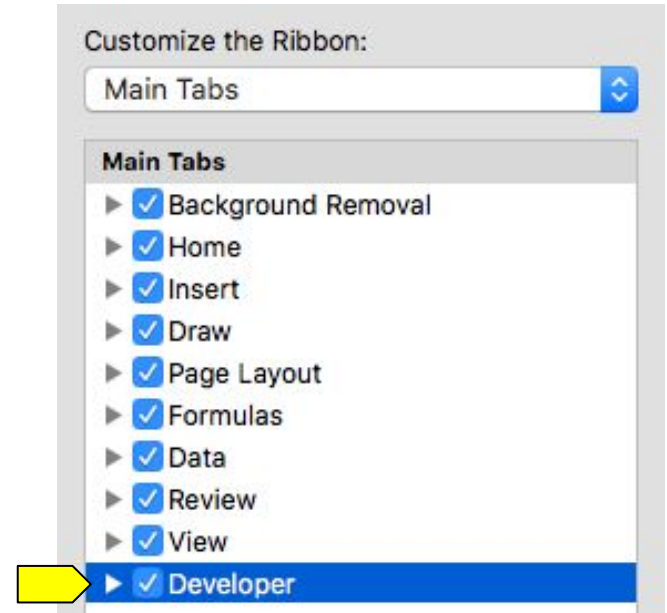 Customize the Ribbon:
Main Tabs
Main Tabs
Background Removal
Home
Insert
Draw
Page Layout
Formulas
Data
Review
View
Developer